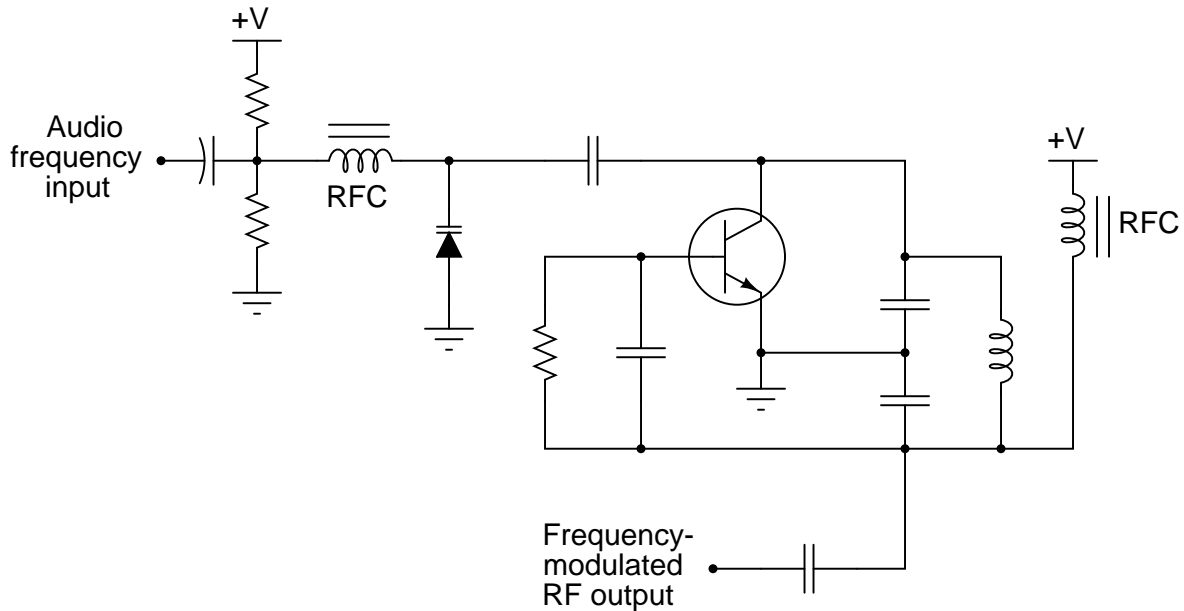 +V
Audio
frequency
input
RFC
+V
RFC
Frequency-
modulated
RF output